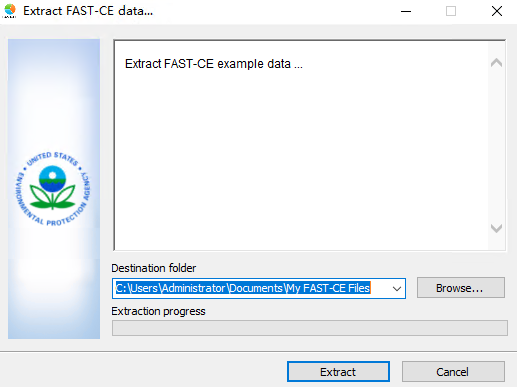 Extract FAST-CE data...
Extract FAST-CE example data ...
UNITED STATES
ENVIRONMENTAL PROTECTION AGENCY
Destination folder
C:\Users\Administrator\Documents\My FAST-CE Files
Browse...
Extraction progress
Extract
Cancel